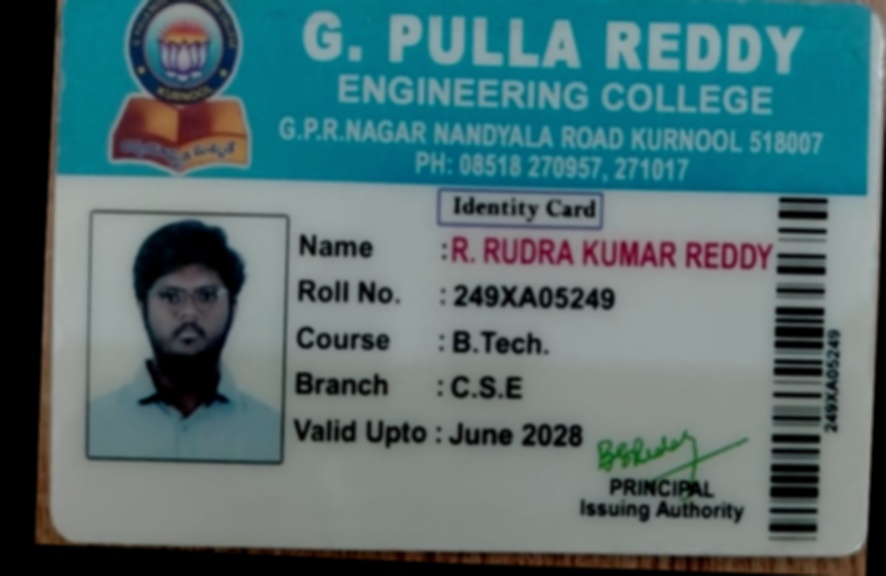 KURNOOL
G. PULLA REDDY
ENGINEERING COLLEGE
G.P.R.NAGAR NANDYALA ROAD KURNOOL 518007
PH: 08518 270957, 271017
Identity Card
Name : R. RUDRA KUMAR REDDY
Roll No. : 249XA05249
Course : B.Tech.
Branch : C.S.E
Valid Upto : June 2028
249XA05249
PRINCIPAL
Issuing Authority